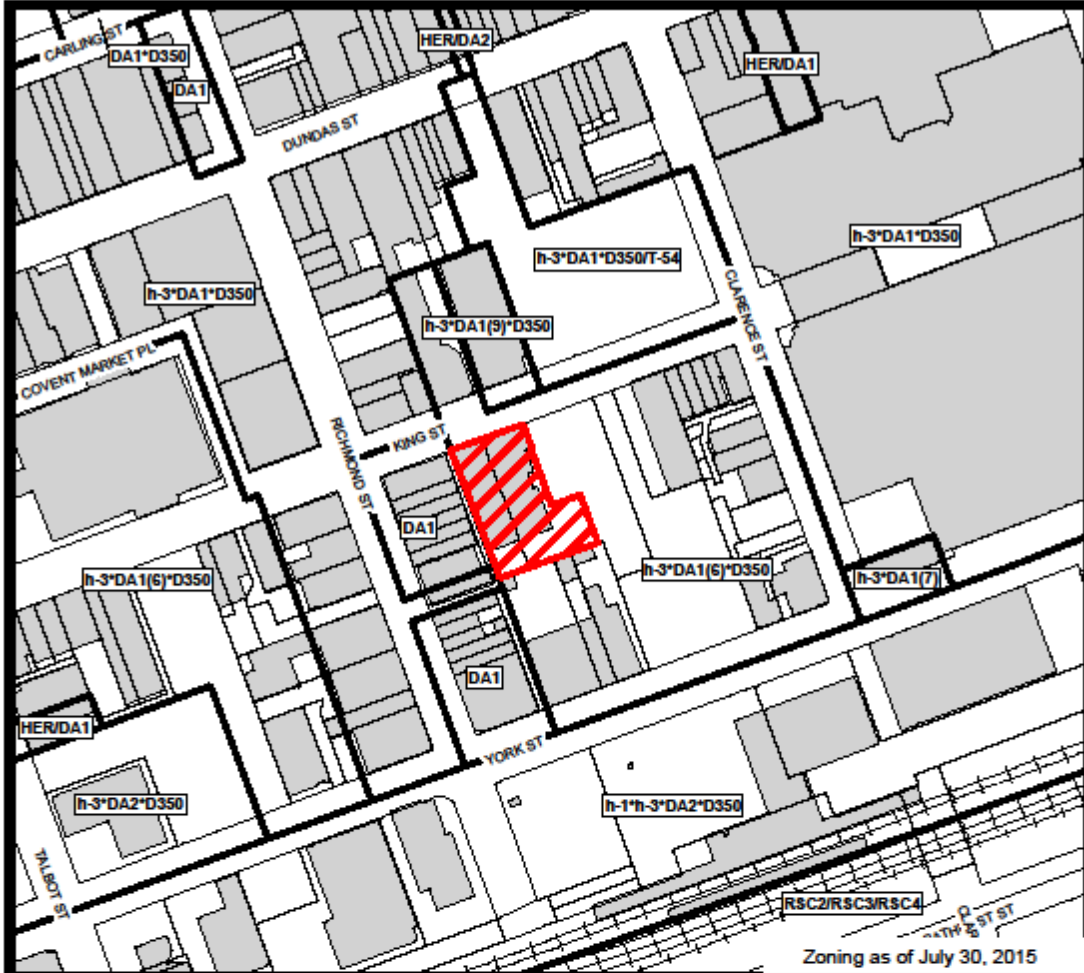 CARLING ST
DA1*D350
DA1
HER/DA2
HER/DA1
DUNDAS ST
h-3*DA1*D350/T-54
h-3*DA1*D350
h-3*DA1*D350
CLARENCE ST
h-3*DA1(9)*D350
COVENT MARKET PL
RICHMOND ST
KING ST
DA1
h-3*DA1(6)*D350
h-3*DA1(6)*D350
h-3*DA1(7)
DA1
HER/DA1
YORK ST
h-3*DA2*D350
h-1*h-3*DA2*D350
TALBOT ST
RSC2/RSC3/RSC4
ST ST
Zoning as of July 30, 2015